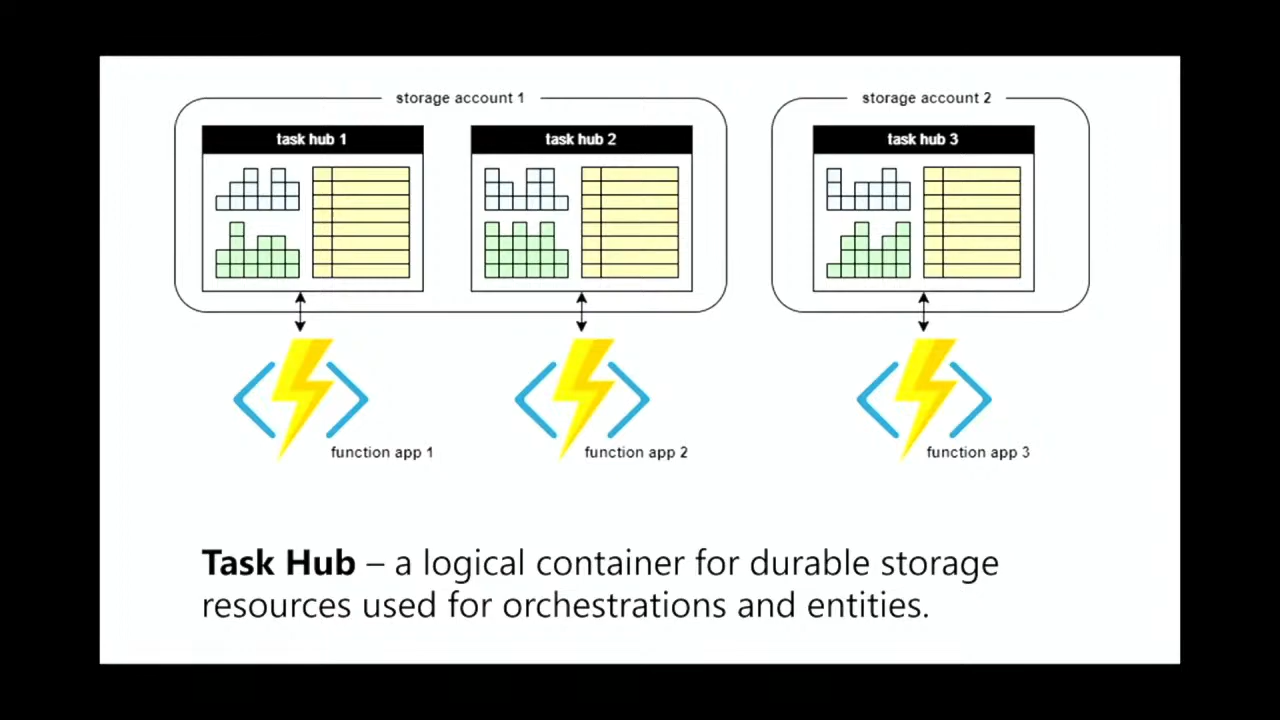 storage account 1
storage account 2
task hub 1
task hub 2
task hub 3
function app 1
function app 2
function app 3
Task Hub – a logical container for durable storage
resources used for orchestrations and entities.